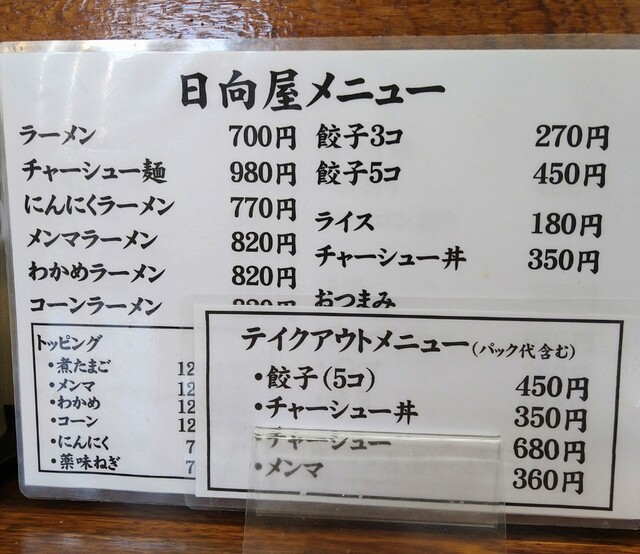 日向屋メニュー
ラーメン 700円
チャーシュー麺 980円
にんにくラーメン 770円
メンマラーメン 820円
わかめラーメン 820円
コーンラーメン
餃子3コ 270円
餃子5コ 450円
ライス 180円
チャーシュー丼 350円
おつまみ
トッピング
・煮たまご 12
・メンマ 12
・わかめ 12
・コーン 12
・にんにく 7
・薬味ねぎ 7
テイクアウトメニュー(パック代含む)
・餃子(5コ) 450円
・チャーシュー丼 350円
・チャーシュー 680円
・メンマ 360円